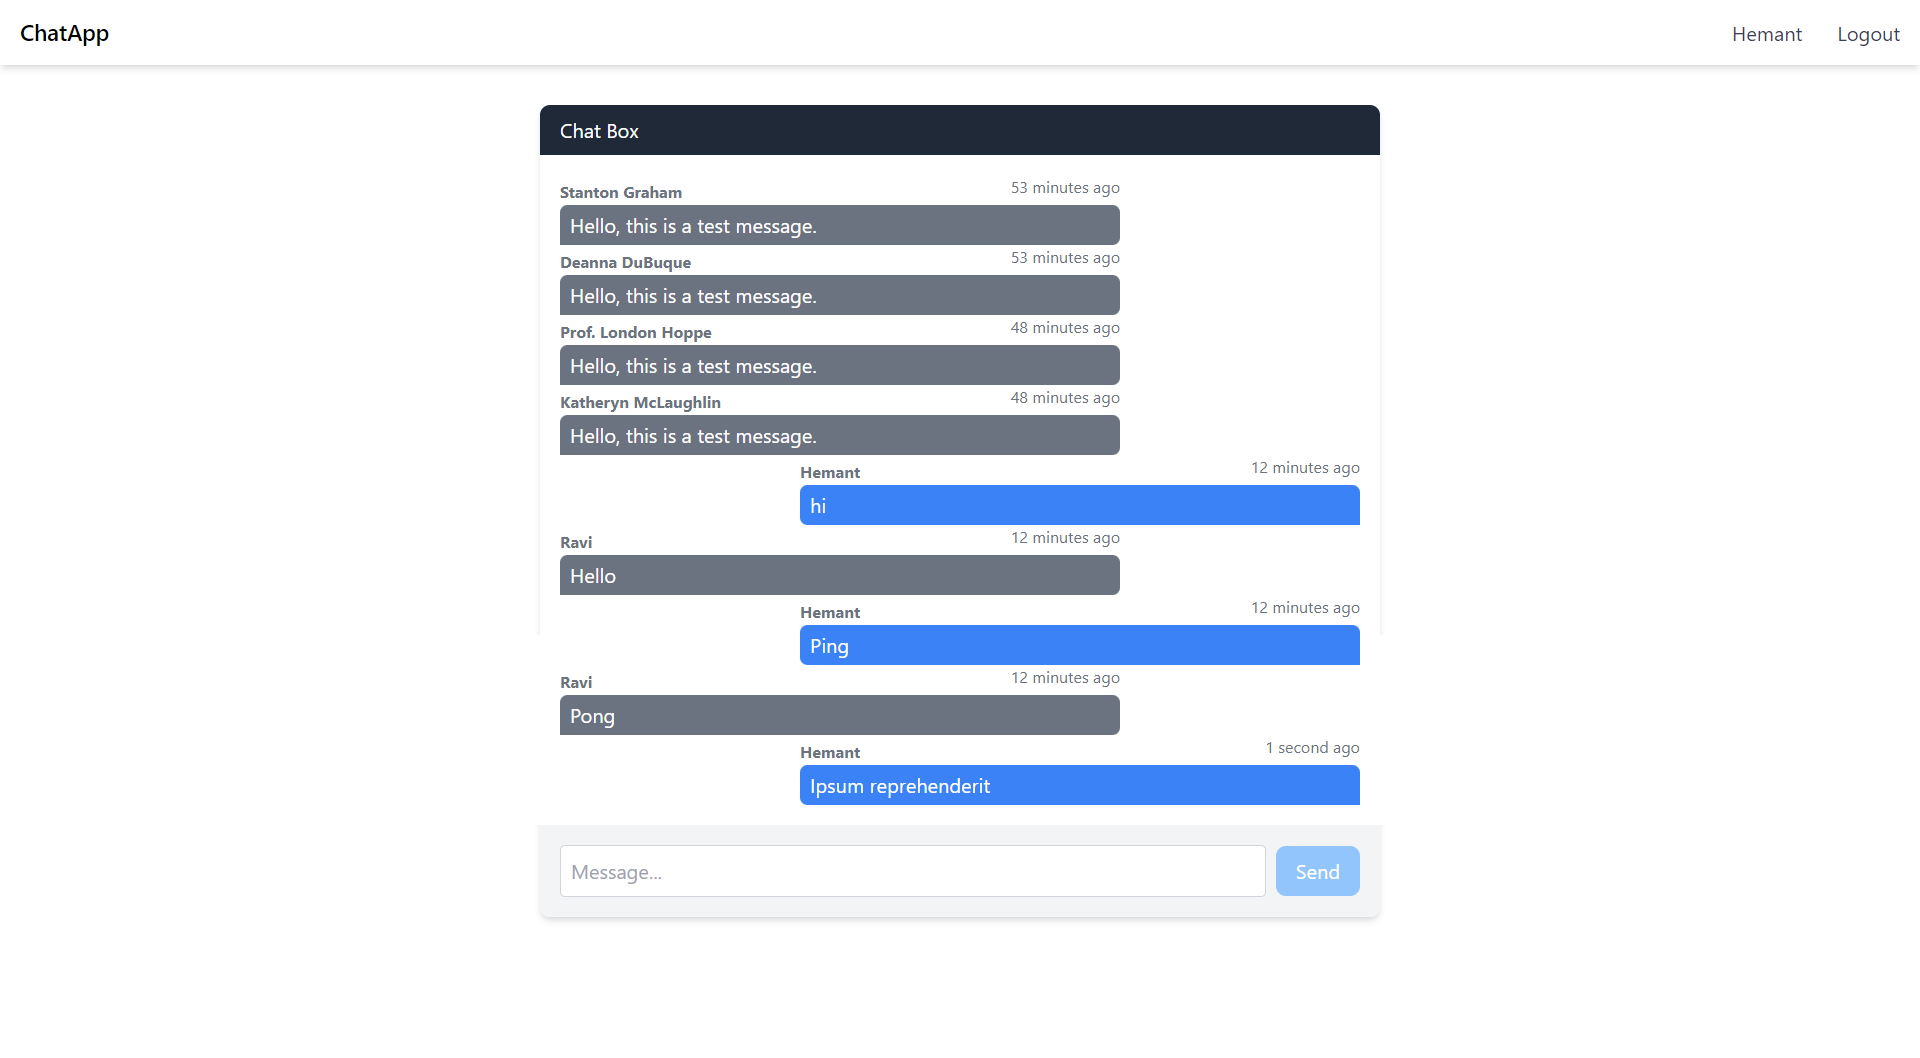 ChatApp
Hemant Logout
Chat Box
Stanton Graham 53 minutes ago
Hello, this is a test message.
Deanna DuBuque 53 minutes ago
Hello, this is a test message.
Prof. London Hoppe 48 minutes ago
Hello, this is a test message.
Katheryn McLaughlin 48 minutes ago
Hello, this is a test message.
Hemant 12 minutes ago
hi
Ravi 12 minutes ago
Hello
Hemant 12 minutes ago
Ping
Ravi 12 minutes ago
Pong
Hemant 1 second ago
Ipsum reprehenderit
Message...
Send